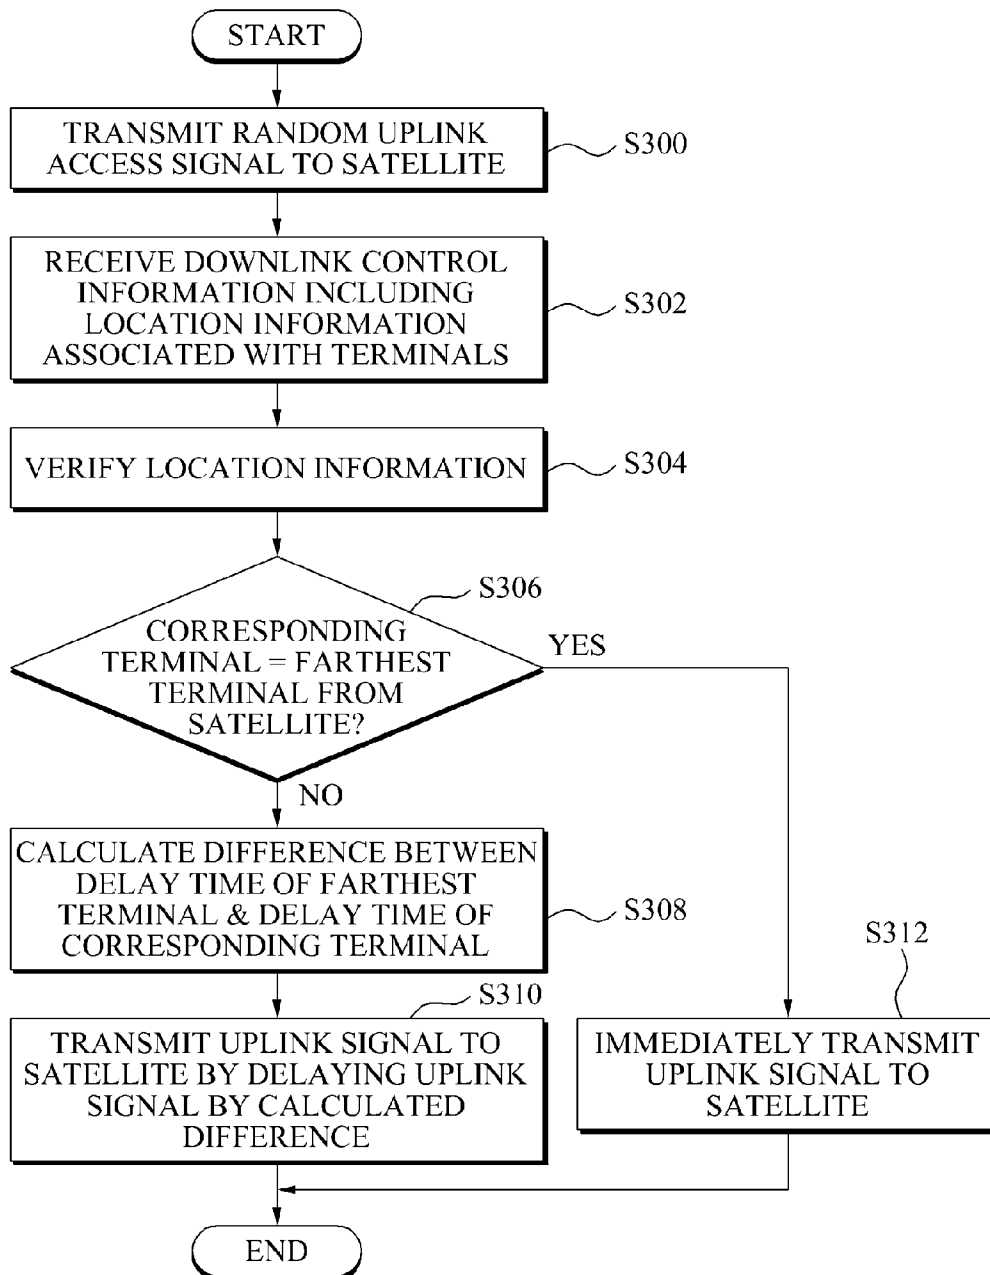 START
TRANSMIT RANDOM UPLINK
ACCESS SIGNAL TO SATELLITE
S300
RECEIVE DOWNLINK CONTROL
INFORMATION INCLUDING
LOCATION INFORMATION
ASSOCIATED WITH TERMINALS
S302
VERIFY LOCATION INFORMATION
S304
S306
CORRESPONDING
TERMINAL = FARTHEST
TERMINAL FROM
SATELLITE?
YES
NO
CALCULATE DIFFERENCE BETWEEN
DELAY TIME OF FARTHEST
TERMINAL & DELAY TIME OF
CORRESPONDING TERMINAL
S308
S310
TRANSMIT UPLINK SIGNAL TO
SATELLITE BY DELAYING UPLINK
SIGNAL BY CALCULATED
DIFFERENCE
S312
IMMEDIATELY TRANSMIT
UPLINK SIGNAL TO
SATELLITE
END